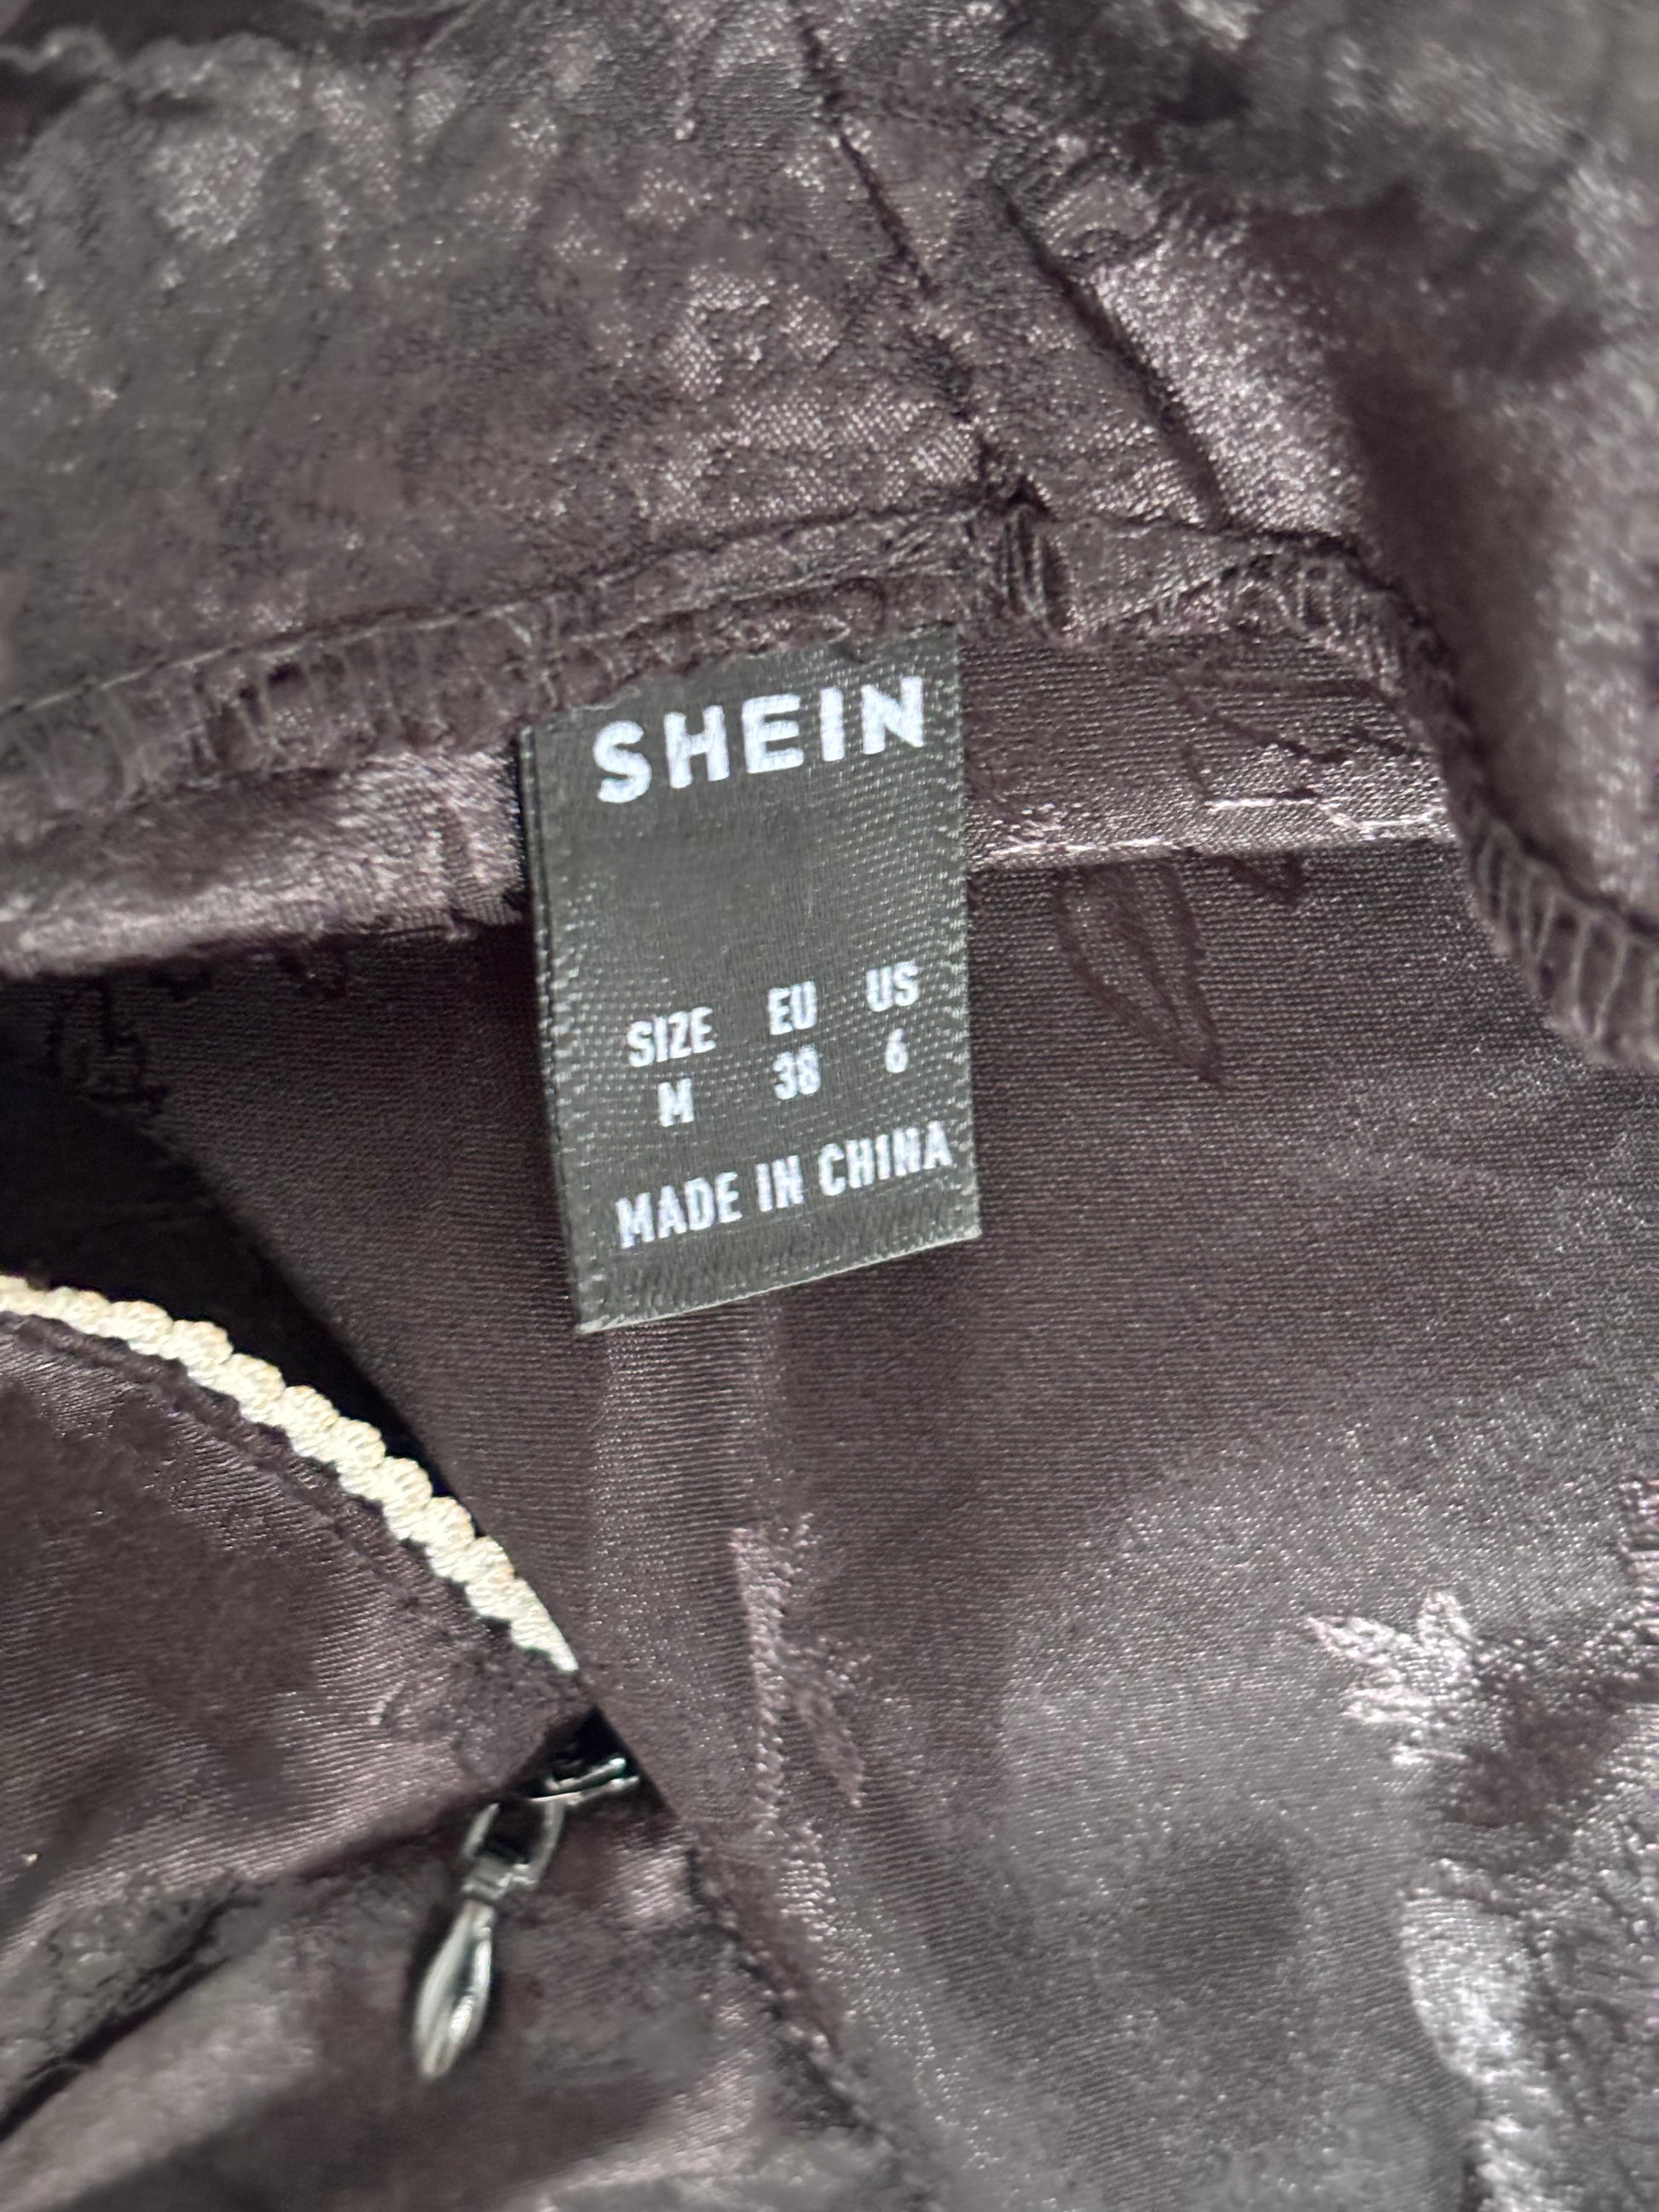 SHEIN
SIZE EU US
M 38 6
MADE IN CHINA